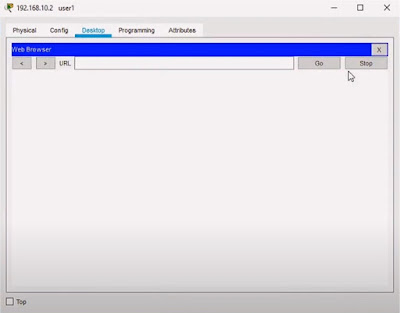 192.168.10.2 user1
Physical Config Desktop Programming Attributes
Web Browser X
< > URL Go Stop
Top